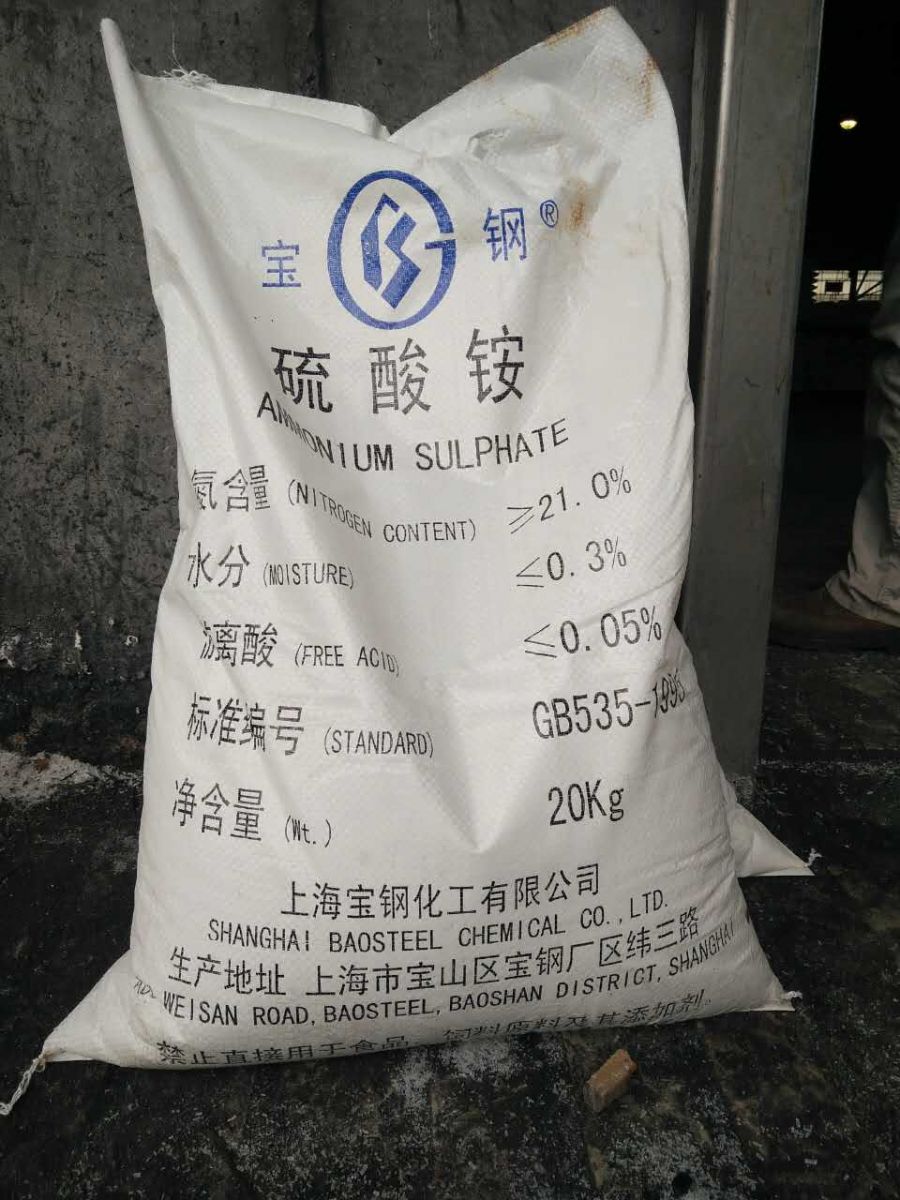 宝 钢®
硫酸铵
AMMONIUM SULPHATE
氮含量 (NITROGEN CONTENT) ≥21.0%
水分 (MOISTURE) ≤0.3%
漓酸 (FREE ACID) ≤0.05%
标准编号 (STANDARD) GB535-1995
净含量 (Wt.) 20Kg
上海宝钢化工有限公司
SHANGHAI BAOSTEEL CHEMICAL CO.,LTD.
生产地址 上海市宝山区宝钢厂区纬三路
WEISAN ROAD, BAOSTEEL, BAOSHAN DISTRICT, SHANGHAI
禁止直接用于食品、饲料原料及其添加剂。